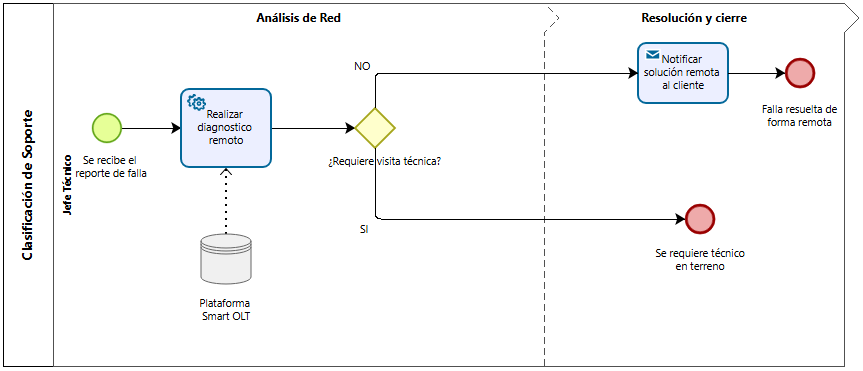 Clasificación de Soporte
Jefe Técnico
Análisis de Red
Resolución y cierre
Se recibe el
reporte de falla
Realizar
diagnostico
remoto
Plataforma
Smart OLT
¿Requiere visita técnica?
NO
Notificar
solución remota
al cliente
Falla resuelta de
forma remota
SI
Se requiere técnico
en terreno